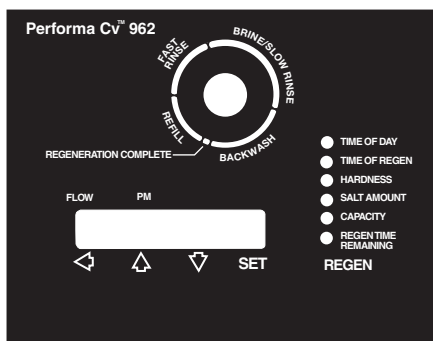 Performa Cv™ 962
FAST
RINSE
BRINE/SLOW RINSE
REFILL
BACKWASH
REGENERATION COMPLETE
TIME OF DAY
TIME OF REGEN
HARDNESS
SALT AMOUNT
CAPACITY
REGEN TIME
REMAINING
FLOW PM
SET REGEN